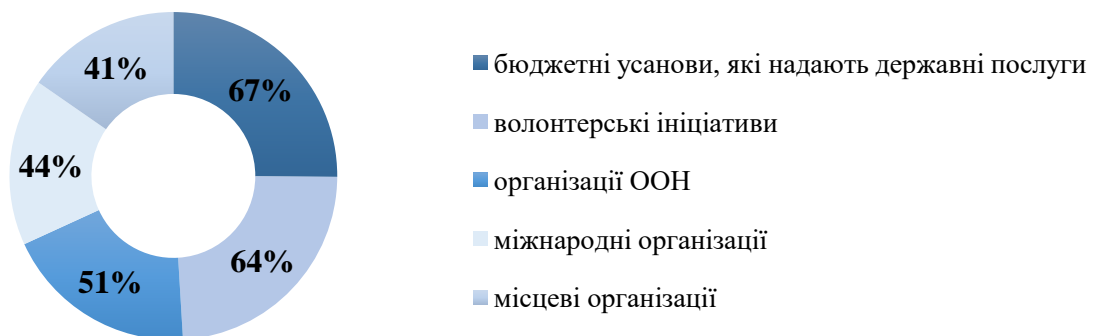 41%
67%
44%
51%
64%
бюджетні усанови, які надають державні послуги
волонтерські ініціативи
організації ООН
міжнародні організації
місцеві організації